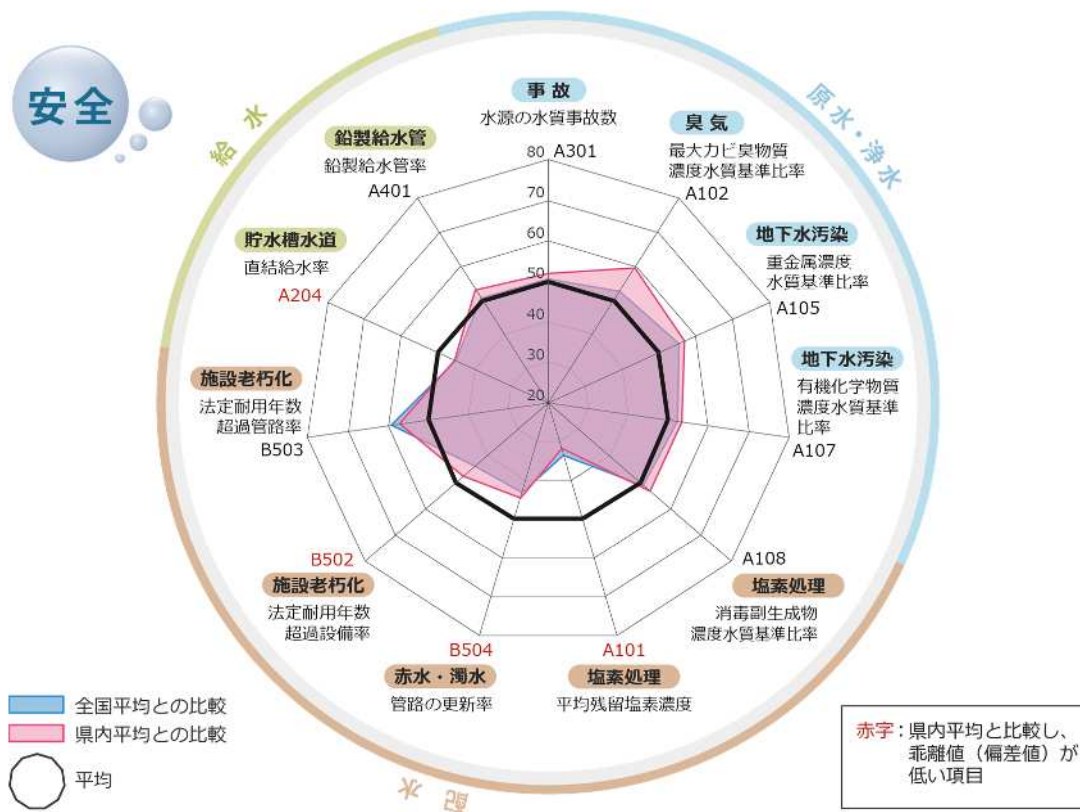 安全
給水
原水・浄水
配水
事故
水源の水質事故数
A301
臭気
最大カビ臭物質
濃度水質基準比率
A102
地下水汚染
重金属濃度
水質基準比率
A105
地下水汚染
有機化学物質
濃度水質基準
比率
A107
A108
塩素処理
消毒副生成物
濃度水質基準比率
A101
塩素処理
平均残留塩素濃度
B504
赤水・濁水
管路の更新率
B502
施設老朽化
法定耐用年数
超過設備率
施設老朽化
法定耐用年数
超過管路率
B503
貯水槽水道
直結給水率
A204
鉛製給水管
鉛製給水管率
A401
80
70
60
50
40
30
20
全国平均との比較
県内平均との比較
平均
赤字：県内平均と比較し、
乖離値（偏差値）が
低い項目